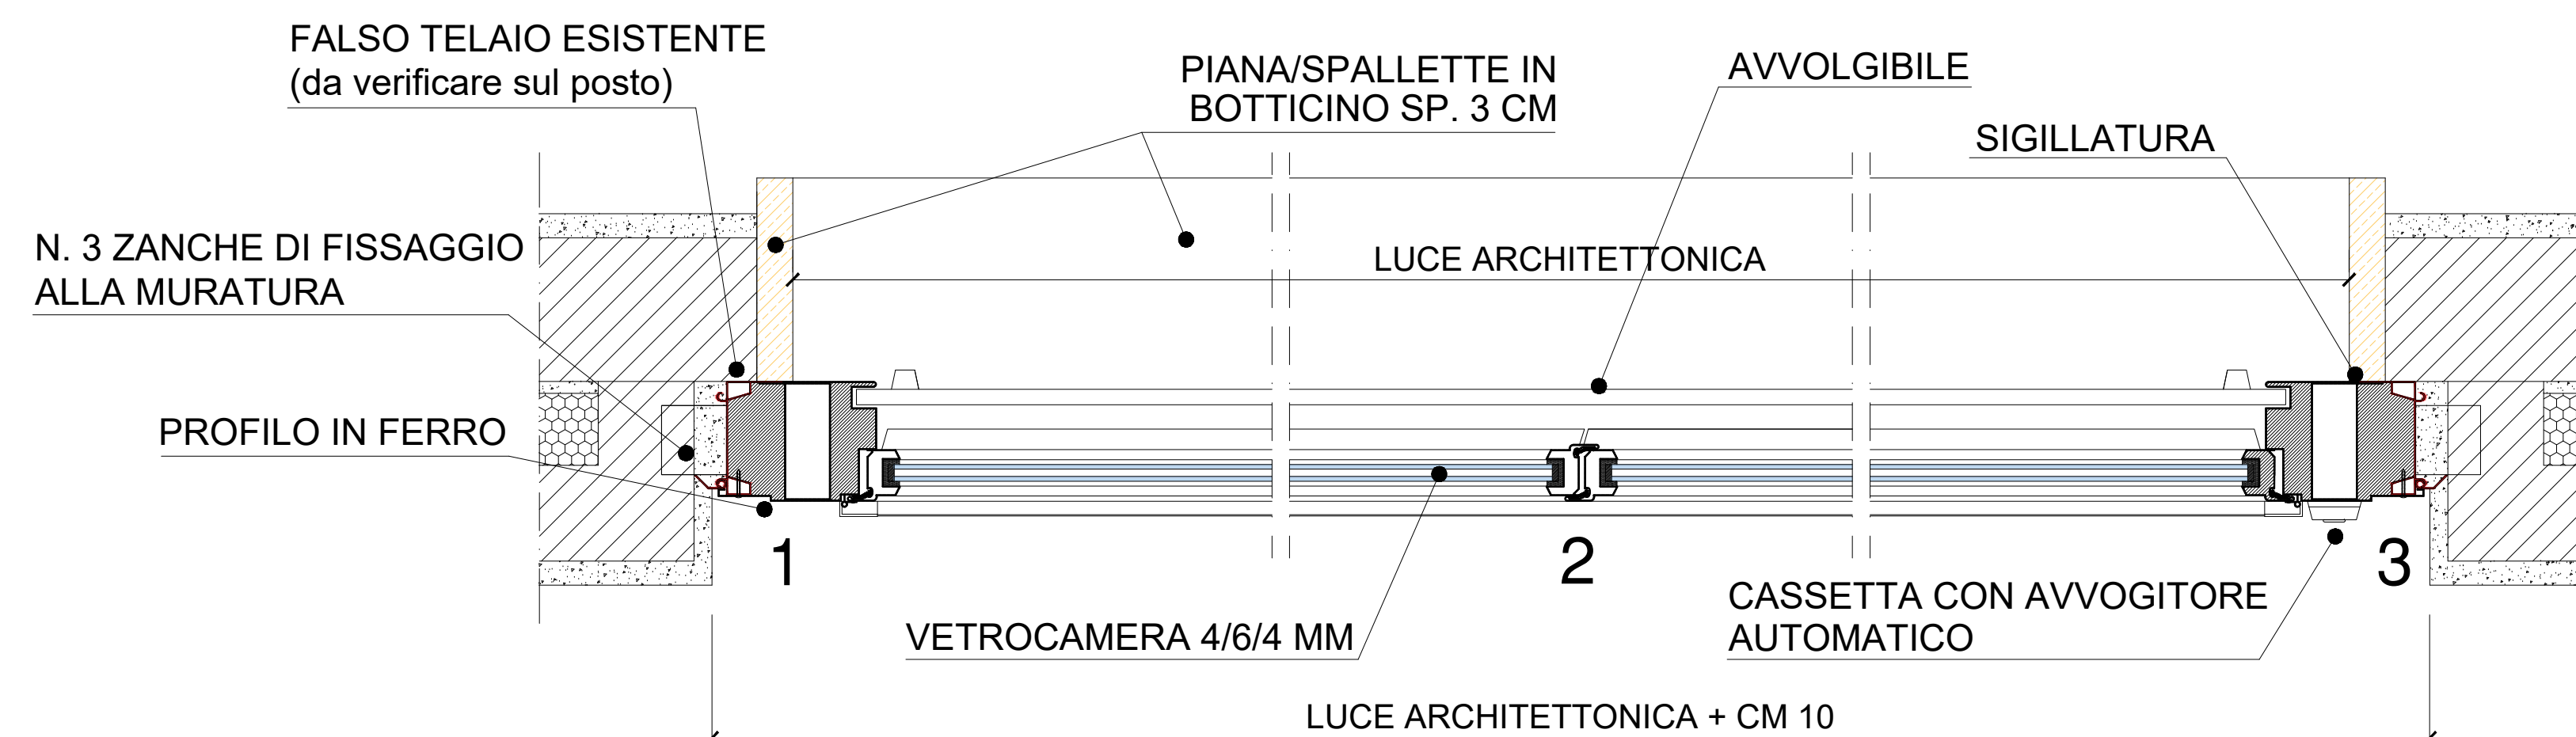 FALSO TELAIO ESISTENTE
(da verificare sul posto)
PIANA/SPALLETTE IN
BOTTICINO SP. 3 CM
AVVOLGIBILE
SIGILLATURA
N. 3 ZANCHE DI FISSAGGIO
ALLA MURATURA
LUCE ARCHITETTONICA
PROFILO IN FERRO
1
2
3
VETROCAMERA 4/6/4 MM
CASSETTA CON AVVOGITORE
AUTOMATICO
LUCE ARCHITETTONICA + CM 10